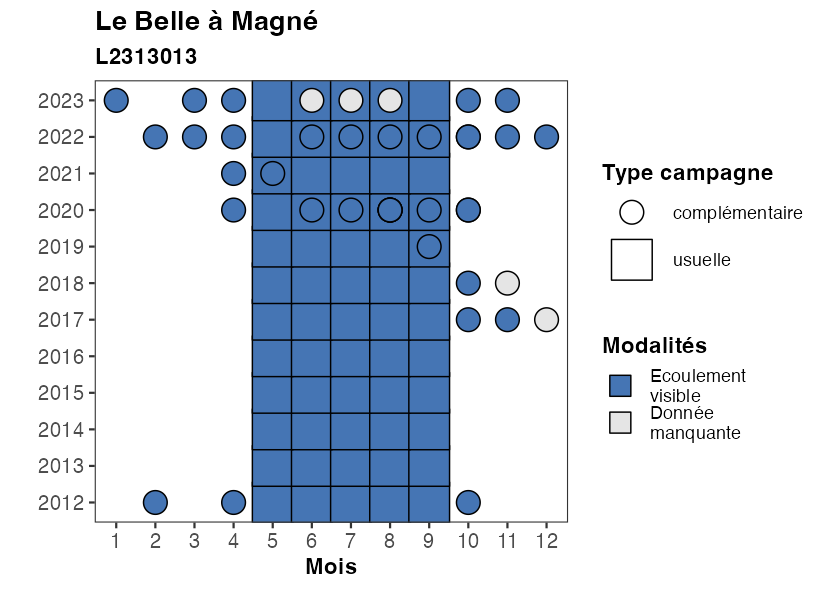 Le Belle à Magné
L2313013
2023
2022
2021
2020
2019
2018
2017
2016
2015
2014
2013
2012
1 2 3 4 5 6 7 8 9 10 11 12
Mois
Type campagne
complémentaire
usuelle
Modalités
Ecoulement
visible
Donnée
manquante